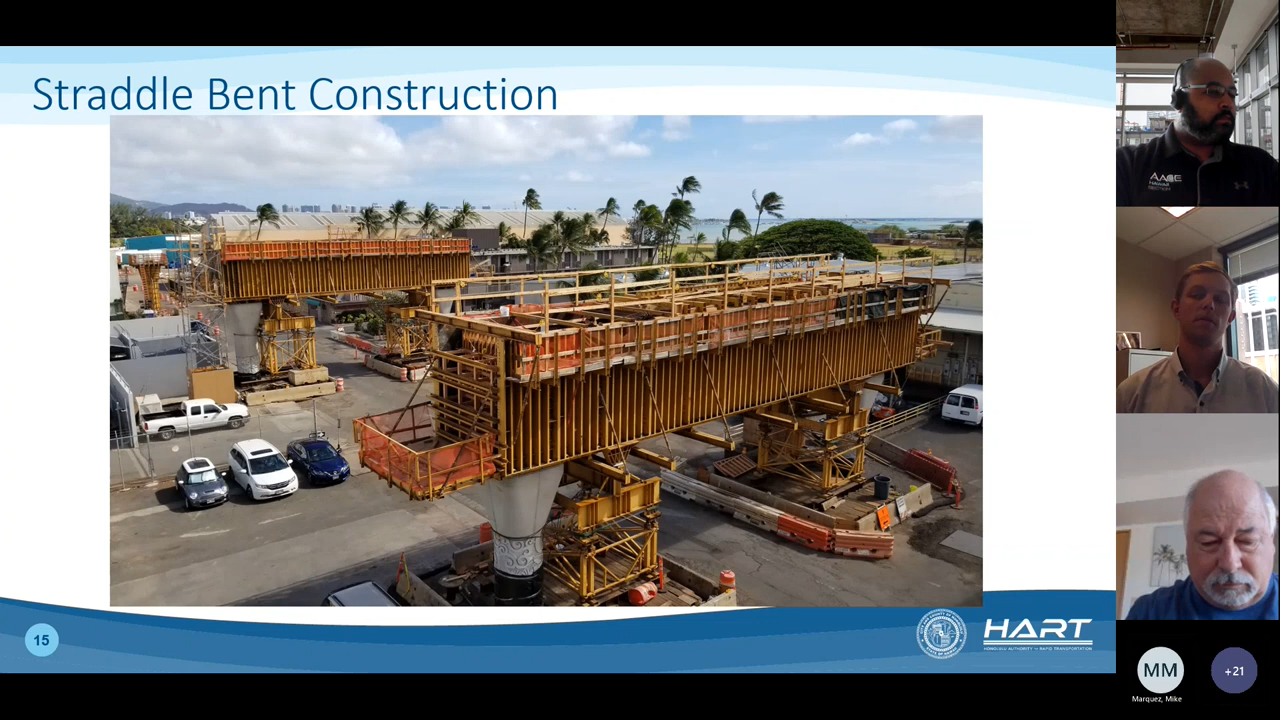 Straddle Bent Construction
15
HART
HONOLULU AUTHORITY for RAPID TRANSPORTATION
MM
+21
Marquez, Mike